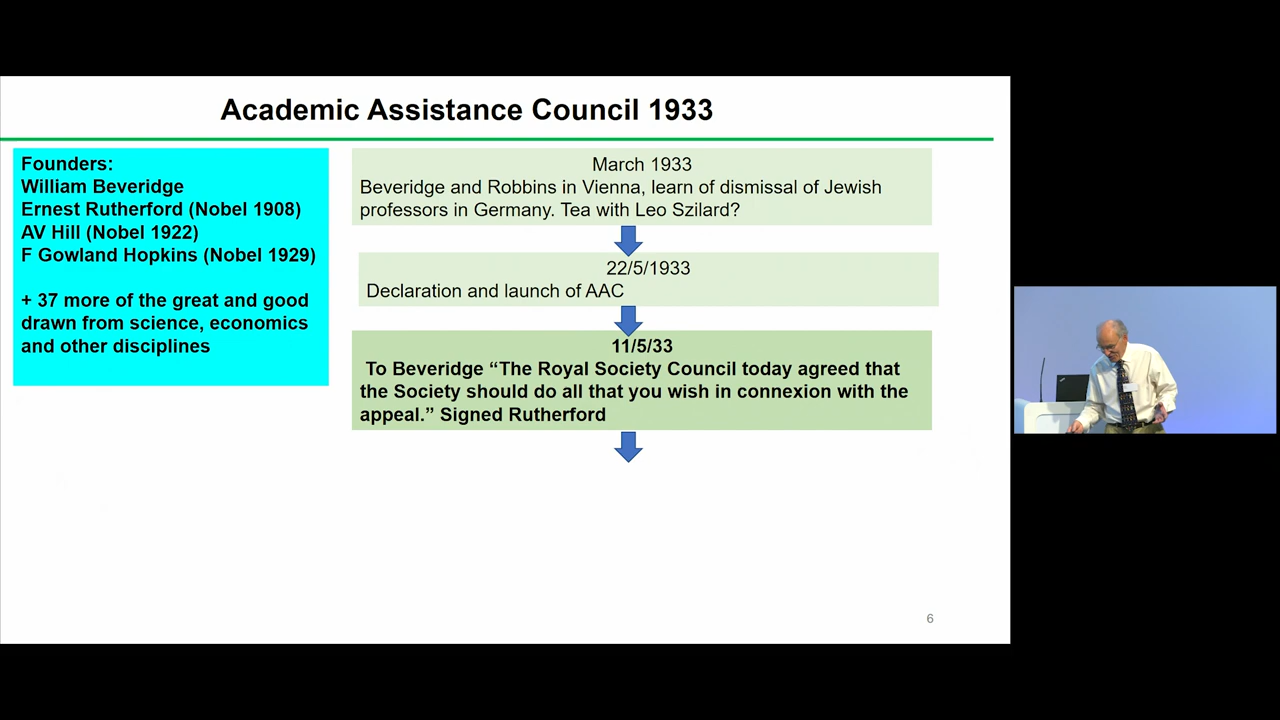 Academic Assistance Council 1933
Founders:
William Beveridge
Ernest Rutherford (Nobel 1908)
AV Hill (Nobel 1922)
F Gowland Hopkins (Nobel 1929)
+ 37 more of the great and good
drawn from science, economics
and other disciplines
March 1933
Beveridge and Robbins in Vienna, learn of dismissal of Jewish
professors in Germany. Tea with Leo Szilard?
22/5/1933
Declaration and launch of AAC
11/5/33
To Beveridge “The Royal Society Council today agreed that
the Society should do all that you wish in connexion with the
appeal.” Signed Rutherford
6